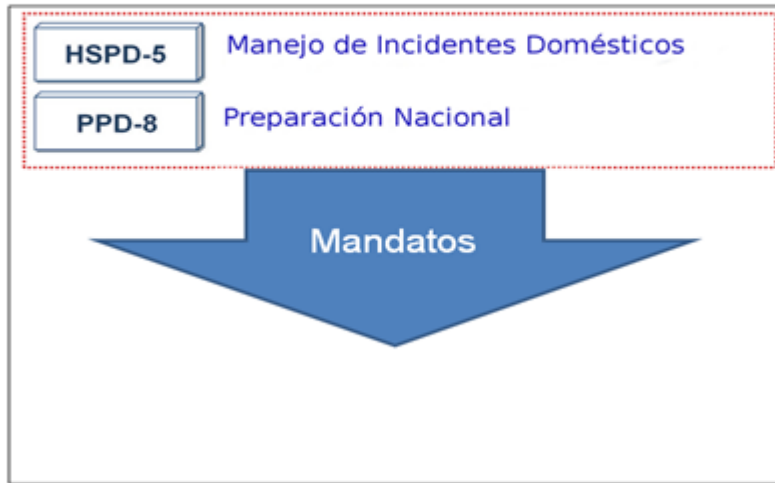 HSPD-5 Manejo de Incidentes Domésticos
PPD-8 Preparación Nacional
Mandatos